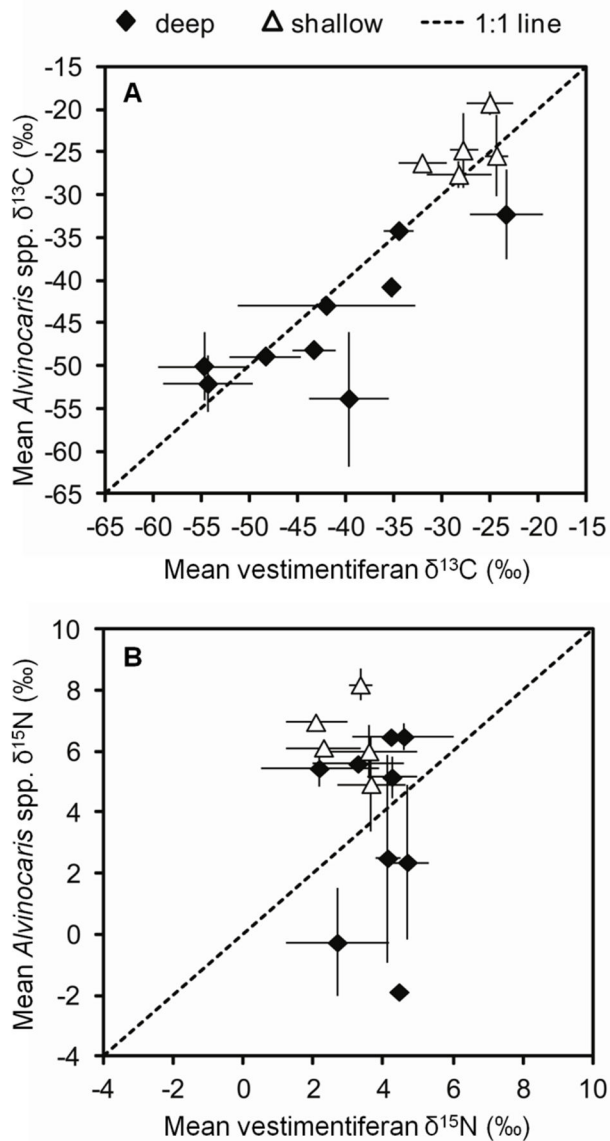 deep shallow 1:1 line
A
-15
-20
-25
-30
-35
-40
-45
-50
-55
-60
-65
-65 -60 -55 -50 -45 -40 -35 -30 -25 -20 -15
Mean Alvinocaris spp. δ13C (‰)
Mean vestimentiferan δ13C (‰)
B
10
8
6
4
2
0
-2
-4
-4 -2 0 2 4 6 8 10
Mean Alvinocaris spp. δ15N (‰)
Mean vestimentiferan δ15N (‰)